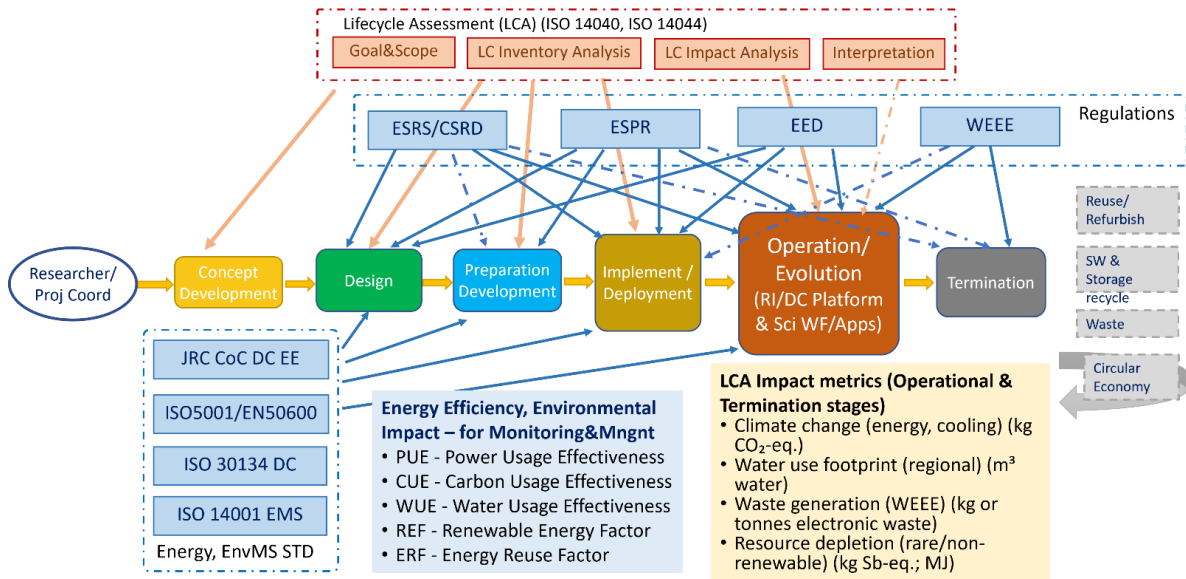 Lifecycle Assessment (LCA) (ISO 14040, ISO 14044)
Goal&Scope
LC Inventory Analysis
LC Impact Analysis
Interpretation
ESRS/CSRD
ESPR
EED
WEEE
Regulations
Reuse/
Refurbish
SW &
Storage
recycle
Waste
Circular
Economy
Researcher/
Proj Coord
Concept
Development
Design
Preparation
Development
Implement /
Deployment
Operation/
Evolution
(RI/DC Platform
& Sci WF/Apps)
Termination
JRC CoC DC EE
ISO5001/EN50600
ISO 30134 DC
ISO 14001 EMS
Energy, EnvMS STD
Energy Efficiency, Environmental
Impact – for Monitoring&Mngnt
• PUE - Power Usage Effectiveness
• CUE - Carbon Usage Effectiveness
• WUE - Water Usage Effectiveness
• REF - Renewable Energy Factor
• ERF - Energy Reuse Factor
LCA Impact metrics (Operational &
Termination stages)
• Climate change (energy, cooling) (kg
CO₂-eq.)
• Water use footprint (regional) (m³
water)
• Waste generation (WEEE) (kg or
tonnes electronic waste)
• Resource depletion (rare/non-
renewable) (kg Sb-eq.; MJ)